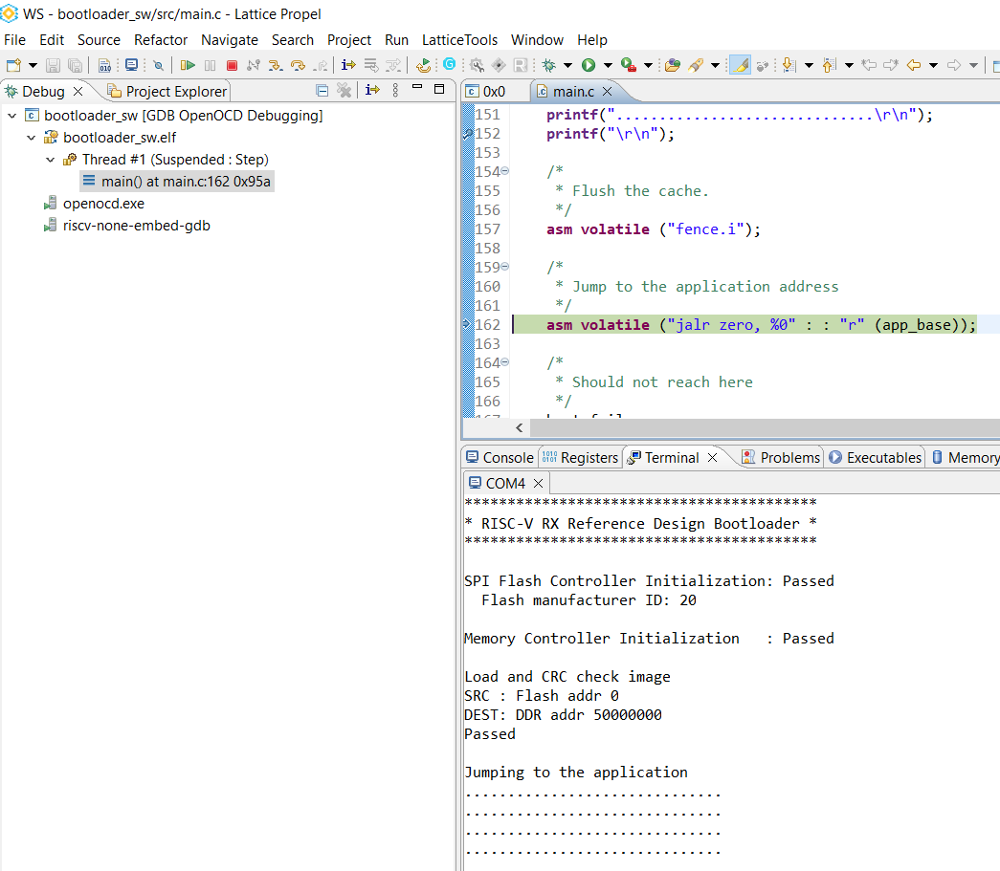 WS - bootloader_sw/src/main.c - Lattice Propel
File Edit Source Refactor Navigate Search Project Run LatticeTools Window Help
Debug Project Explorer
bootloader_sw [GDB OpenOCD Debugging]
bootloader_sw.elf
Thread #1 (Suspended : Step)
main() at main.c:162 0x95a
openocd.exe
riscv-none-embed-gdb
0x0 main.c
151 printf("..............................\r\n");
152 printf("\r\n");
153
154 /*
155 * Flush the cache.
156 */
157 asm volatile ("fence.i");
158
159 /*
160 * Jump to the application address
161 */
162 asm volatile ("jalr zero, %0" : : "r" (app_base));
163
164 /*
165 * Should not reach here
166 */
Console Registers Terminal Problems Executables Memory
COM4
*****************************************
* RISC-V RX Reference Design Bootloader *
*****************************************
SPI Flash Controller Initialization: Passed
Flash manufacturer ID: 20
Memory Controller Initialization : Passed
Load and CRC check image
SRC : Flash addr 0
DEST: DDR addr 50000000
Passed
Jumping to the application
..............................
..............................
..............................
..............................